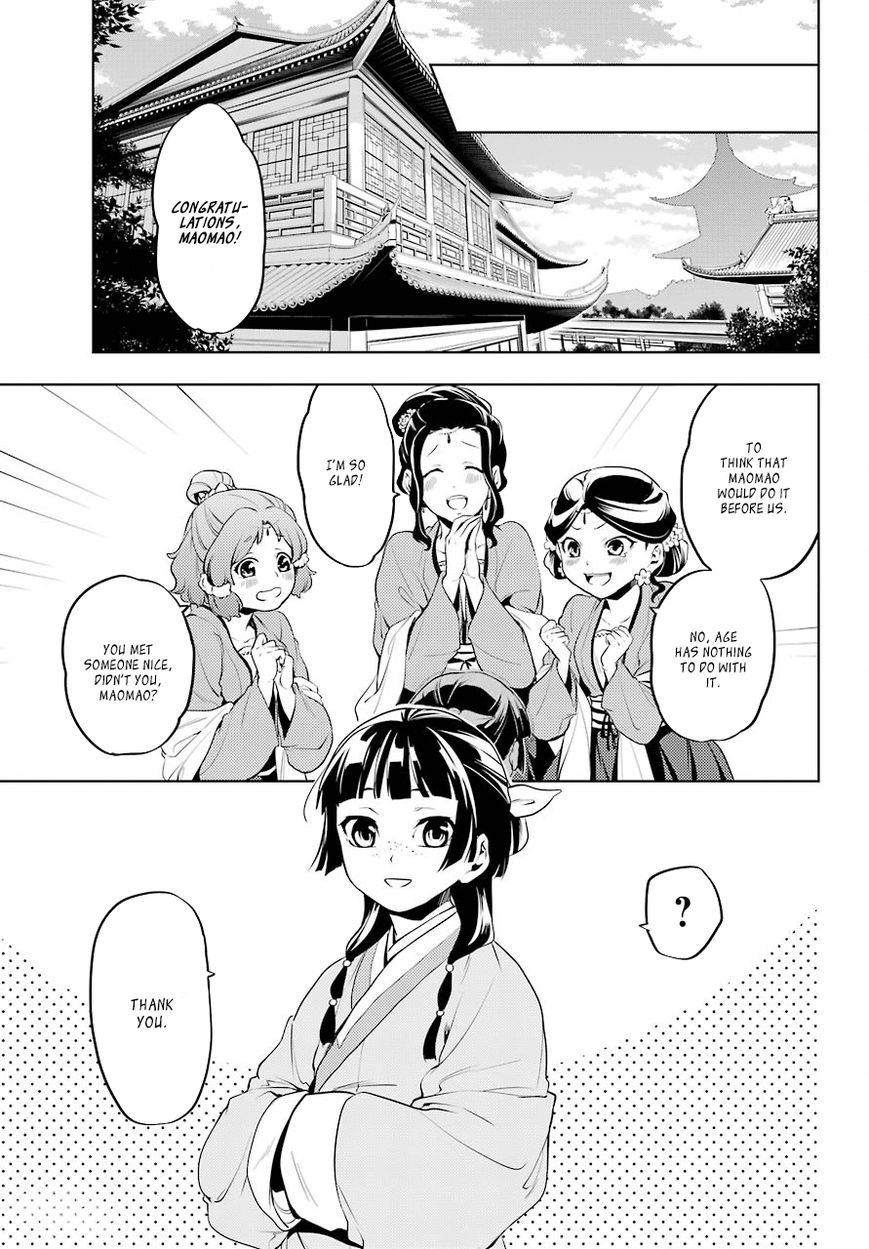 CONGRATU-
LATIONS,
MAOMAO!
TO
THINK THAT
MAOMAO
WOULD DO IT
BEFORE US.
NO, AGE
HAS NOTHING
TO DO WITH
IT.
I'M SO
GLAD!
YOU MET
SOMEONE NICE,
DIDN'T YOU,
MAOMAO?
?
THANK
YOU.